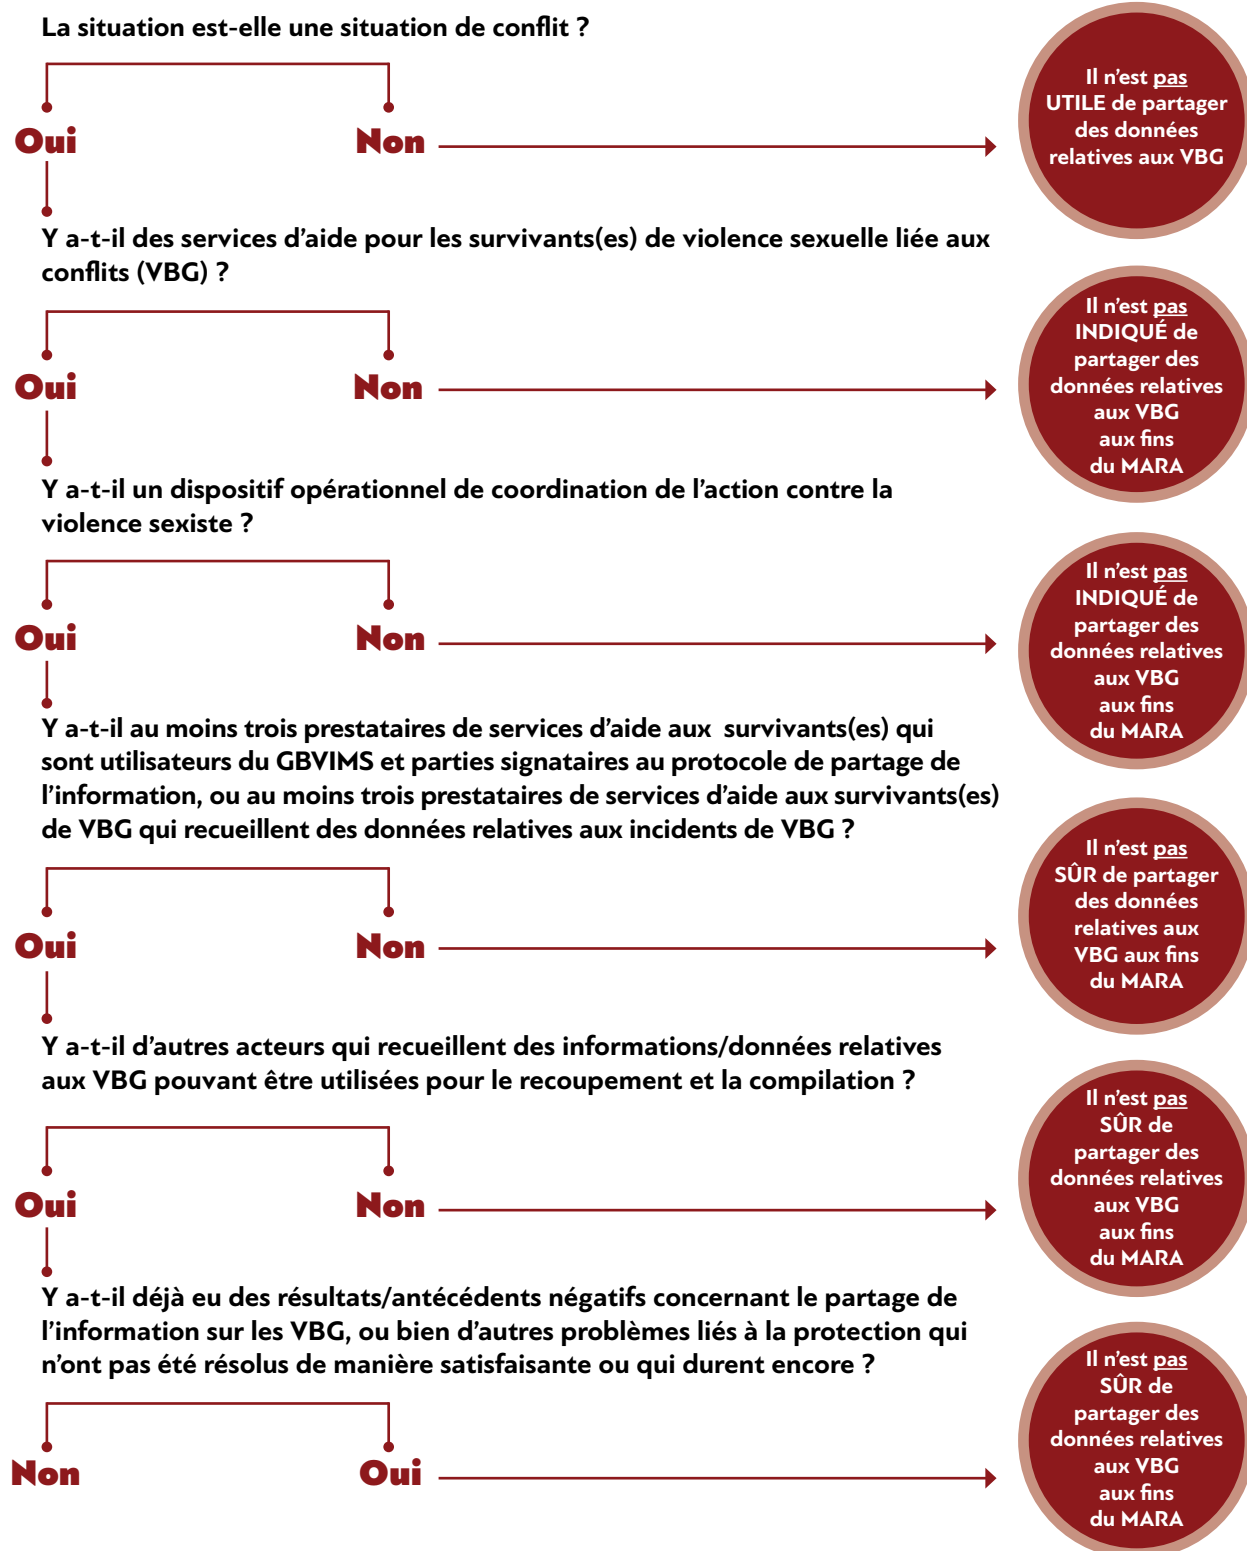 La situation est-elle une situation de conflit ?
Oui
Non
Il n'est pas
UTILE de partager
des données
relatives aux VBG
Y a-t-il des services d'aide pour les survivants(es) de violence sexuelle liée aux
conflits (VBG) ?
Oui
Non
Il n'est pas
INDIQUÉ de
partager des
données relatives
aux VBG
aux fins
du MARA
Y a-t-il un dispositif opérationnel de coordination de l'action contre la
violence sexiste ?
Oui
Non
Il n'est pas
INDIQUÉ de
partager des
données relatives
aux VBG
aux fins
du MARA
Y a-t-il au moins trois prestataires de services d'aide aux survivants(es) qui
sont utilisateurs du GBVIMS et parties signataires au protocole de partage de
l'information, ou au moins trois prestataires de services d'aide aux survivants(es)
de VBG qui recueillent des données relatives aux incidents de VBG ?
Oui
Non
Il n'est pas
SÛR de partager
des données
relatives aux
VBG aux fins
du MARA
Y a-t-il d'autres acteurs qui recueillent des informations/données relatives
aux VBG pouvant être utilisées pour le recoupement et la compilation ?
Oui
Non
Il n'est pas
SÛR de
partager des
données relatives
aux VBG
aux fins
du MARA
Y a-t-il déjà eu des résultats/antécédents négatifs concernant le partage de
l'information sur les VBG, ou bien d'autres problèmes liés à la protection qui
n'ont pas été résolus de manière satisfaisante ou qui durent encore ?
Non
Oui
Il n'est pas
SÛR de
partager des
données relatives
aux VBG
aux fins
du MARA